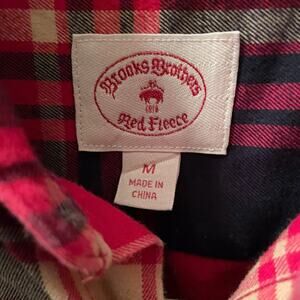 Brooks Brothers
1818
Red Fleece
M
MADE IN
CHINA